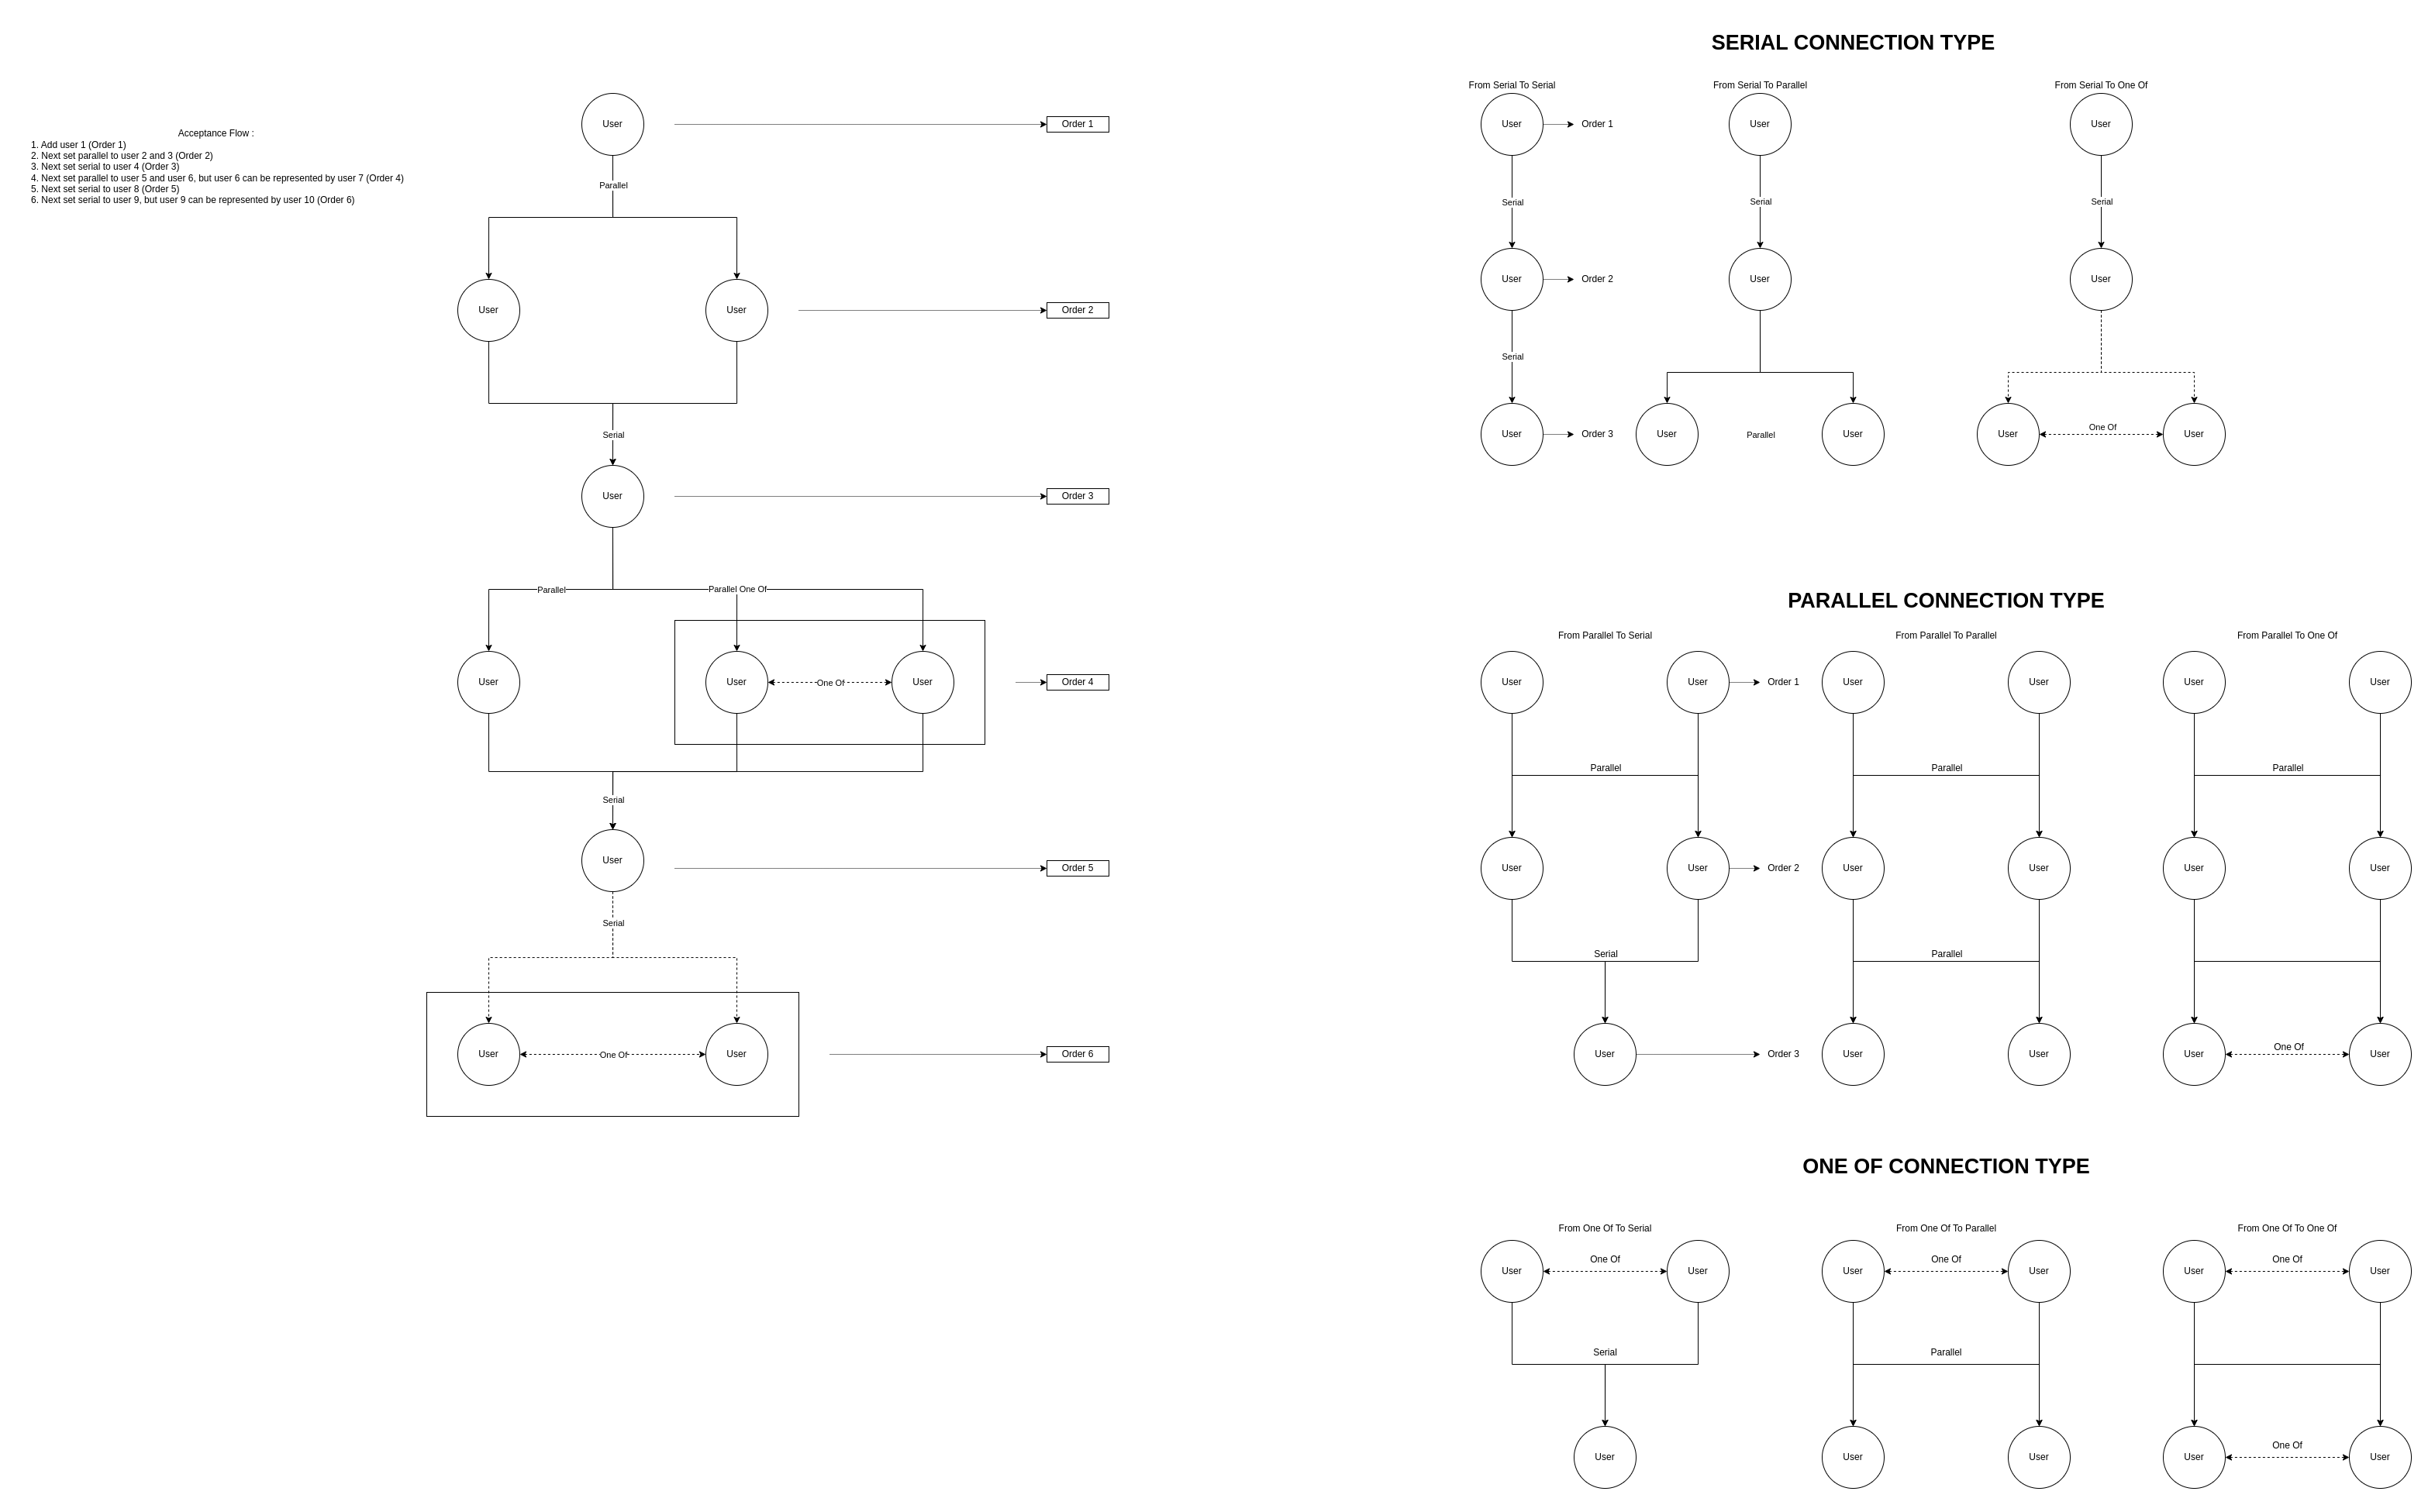 Acceptance Flow :
1. Add user 1 (Order 1)
2. Next set parallel to user 2 and 3 (Order 2)
3. Next set serial to user 4 (Order 3)
4. Next set parallel to user 5 and user 6, but user 6 can be represented by user 7 (Order 4)
5. Next set serial to user 8 (Order 5)
6. Next set serial to user 9, but user 9 can be represented by user 10 (Order 6)
User
Order 1
Parallel
User
User
Order 2
Serial
User
Order 3
Parallel
Parallel One Of
User
User
One Of
User
Order 4
Serial
User
Order 5
Serial
User
One Of
User
Order 6
SERIAL CONNECTION TYPE
From Serial To Serial
User
Order 1
Serial
User
Order 2
Serial
User
Order 3
From Serial To Parallel
User
Serial
User
User
Parallel
User
From Serial To One Of
User
Serial
User
User
One Of
User
PARALLEL CONNECTION TYPE
From Parallel To Serial
User
User
Order 1
Parallel
User
User
Order 2
Serial
User
Order 3
From Parallel To Parallel
User
User
Parallel
User
User
Parallel
User
User
From Parallel To One Of
User
User
Parallel
User
User
User
One Of
User
ONE OF CONNECTION TYPE
From One Of To Serial
User
One Of
User
Serial
User
From One Of To Parallel
User
One Of
User
Parallel
User
User
From One Of To One Of
User
One Of
User
User
One Of
User